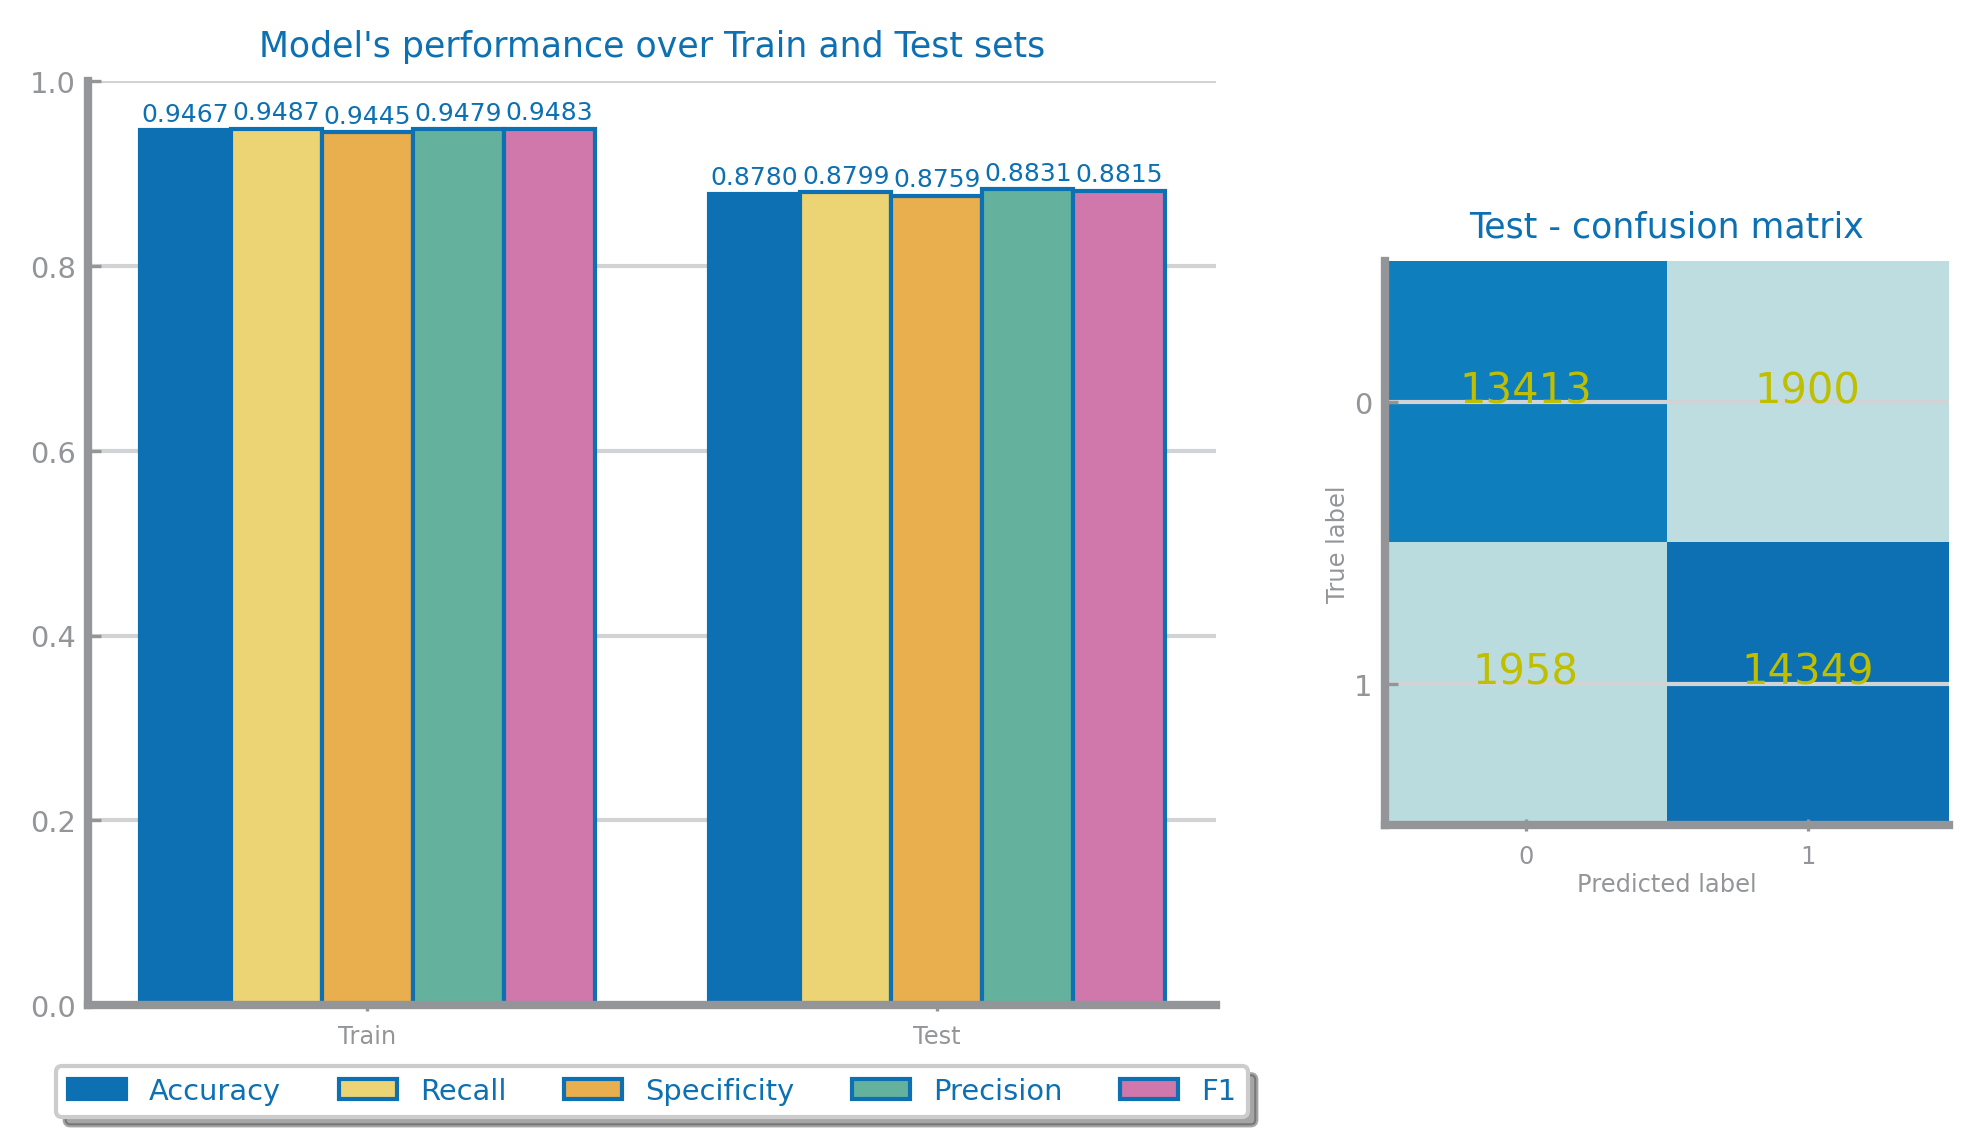 Model's performance over Train and Test sets
1.0
0.8
0.6
0.4
0.2
0.0
0.9467 0.9487 0.9445 0.9479 0.9483
0.8780 0.8799 0.8759 0.8831 0.8815
Train Test
Accuracy Recall Specificity Precision F1
Test - confusion matrix
True label
0 13413 1900
1 1958 14349
0 1
Predicted label